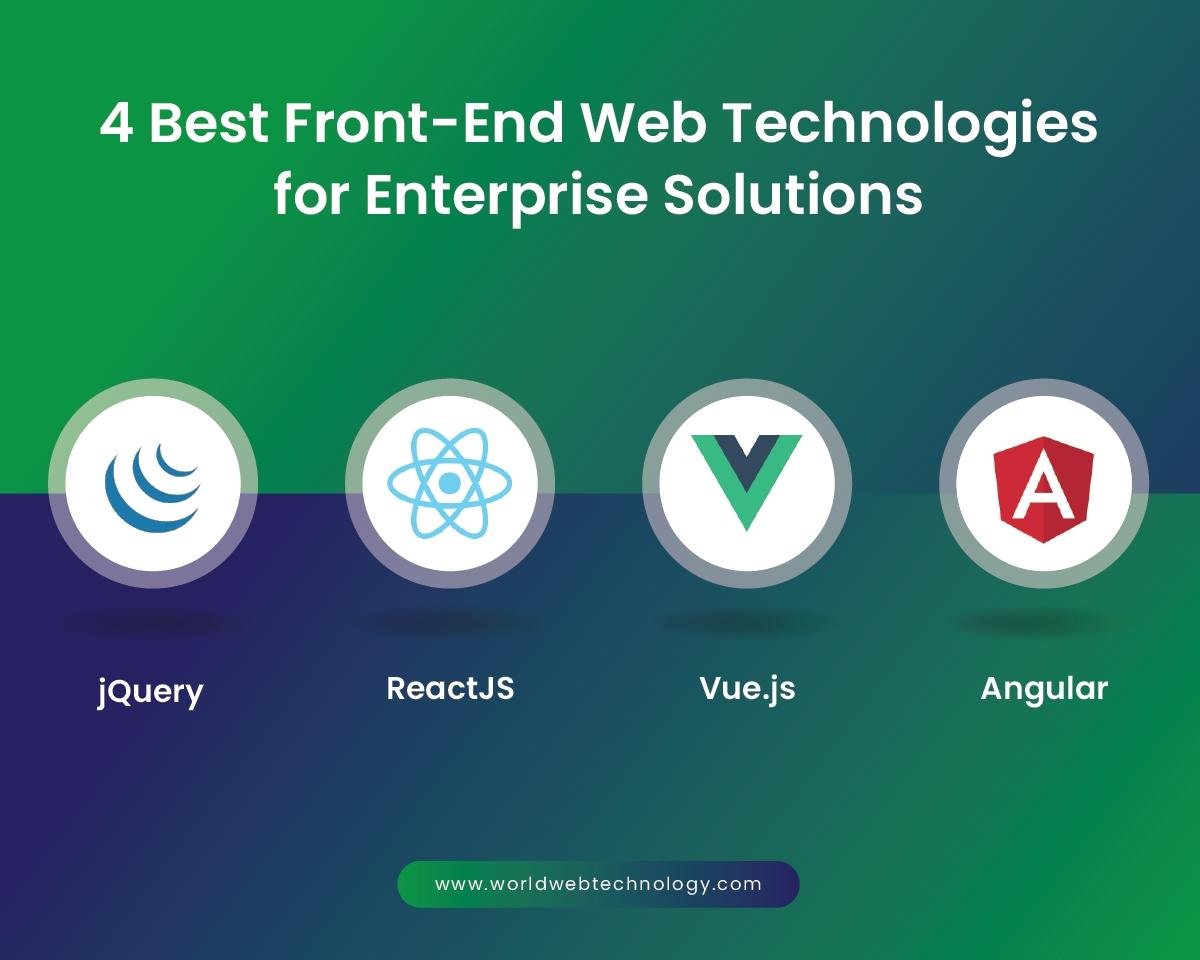 4 Best Front-End Web Technologies
for Enterprise Solutions
jQuery
ReactJS
Vue.js
Angular
www.worldwebtechnology.com